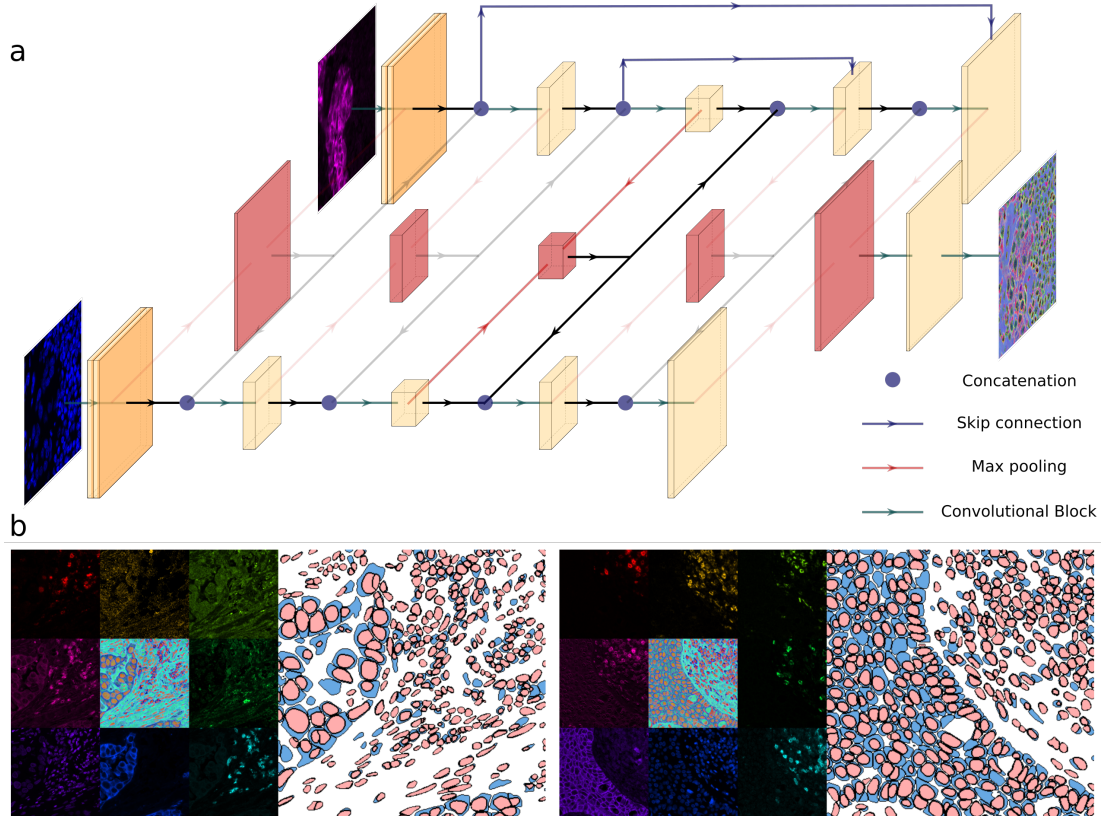 a
Concatenation
Skip connection
Max pooling
Convolutional Block
b